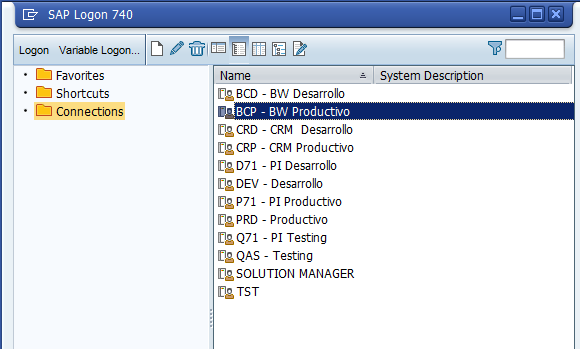 SAP Logon 740
Logon Variable Logon...
Favorites
Shortcuts
Connections
Name System Description
BCD - BW Desarrollo
BCP - BW Productivo
CRD - CRM Desarrollo
CRP - CRM Productivo
D71 - PI Desarrollo
DEV - Desarrollo
P71 - PI Productivo
PRD - Productivo
Q71 - PI Testing
QAS - Testing
SOLUTION MANAGER
TST